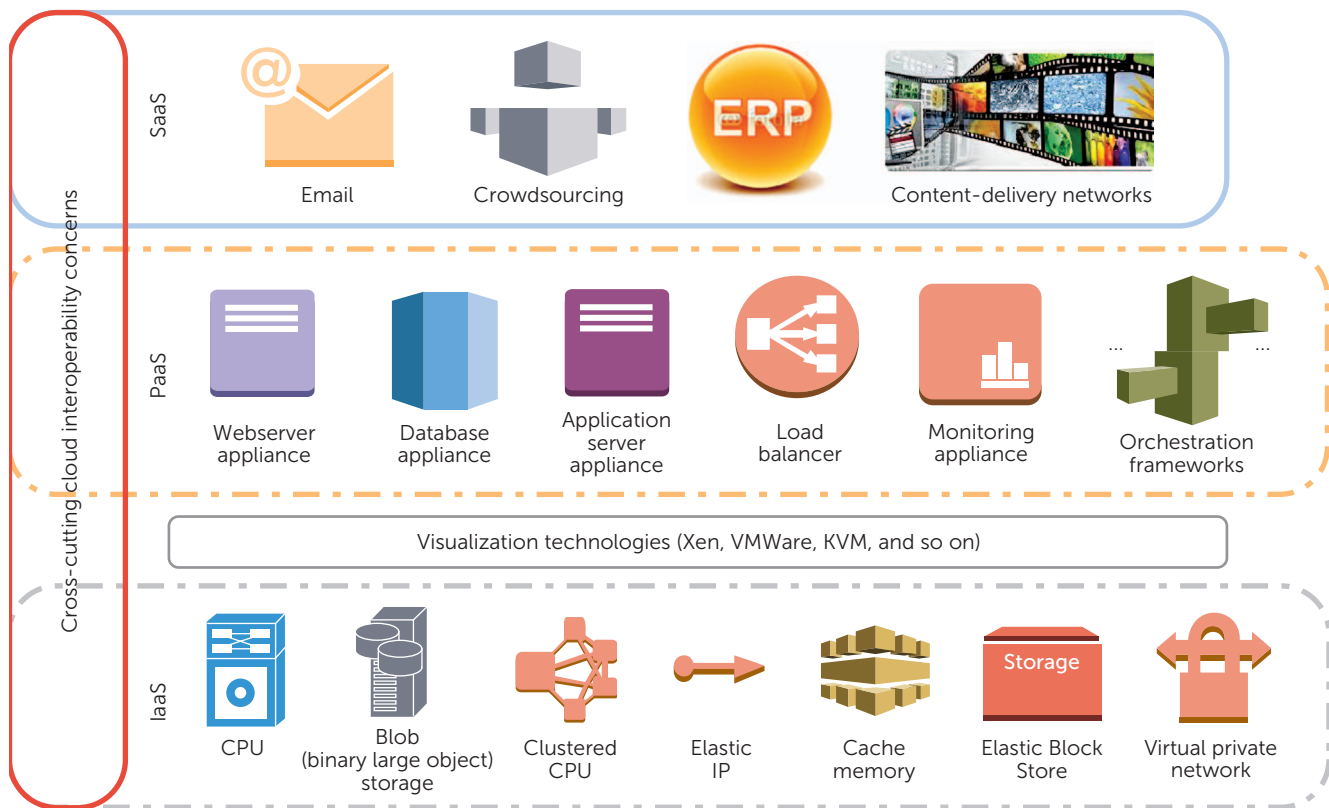 Cross-cutting cloud interoperability concerns
SaaS
@
Email
Crowdsourcing
ERP
Content-delivery networks
PaaS
Webserver
appliance
Database
appliance
Application
server
appliance
Load
balancer
Monitoring
appliance
...
...
Orchestration
frameworks
Visualization technologies (Xen, VMWare, KVM, and so on)
IaaS
CPU
Blob
(binary large object)
storage
Clustered
CPU
Elastic
IP
Cache
memory
Storage
Elastic Block
Store
Virtual private
network